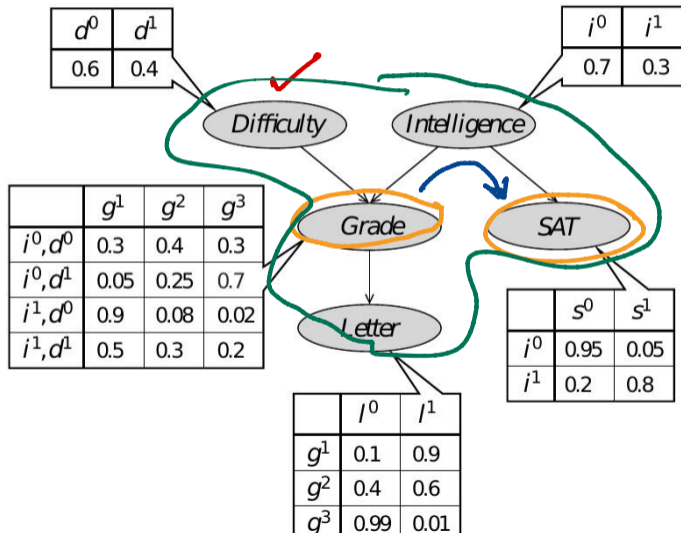 d⁰ d¹
0.6 0.4
i⁰ i¹
0.7 0.3
Difficulty
Intelligence
Grade
SAT
Letter
g¹ g² g³
i⁰,d⁰ 0.3 0.4 0.3
i⁰,d¹ 0.05 0.25 0.7
i¹,d⁰ 0.9 0.08 0.02
i¹,d¹ 0.5 0.3 0.2
s⁰ s¹
i⁰ 0.95 0.05
i¹ 0.2 0.8
l⁰ l¹
g¹ 0.1 0.9
g² 0.4 0.6
g³ 0.99 0.01